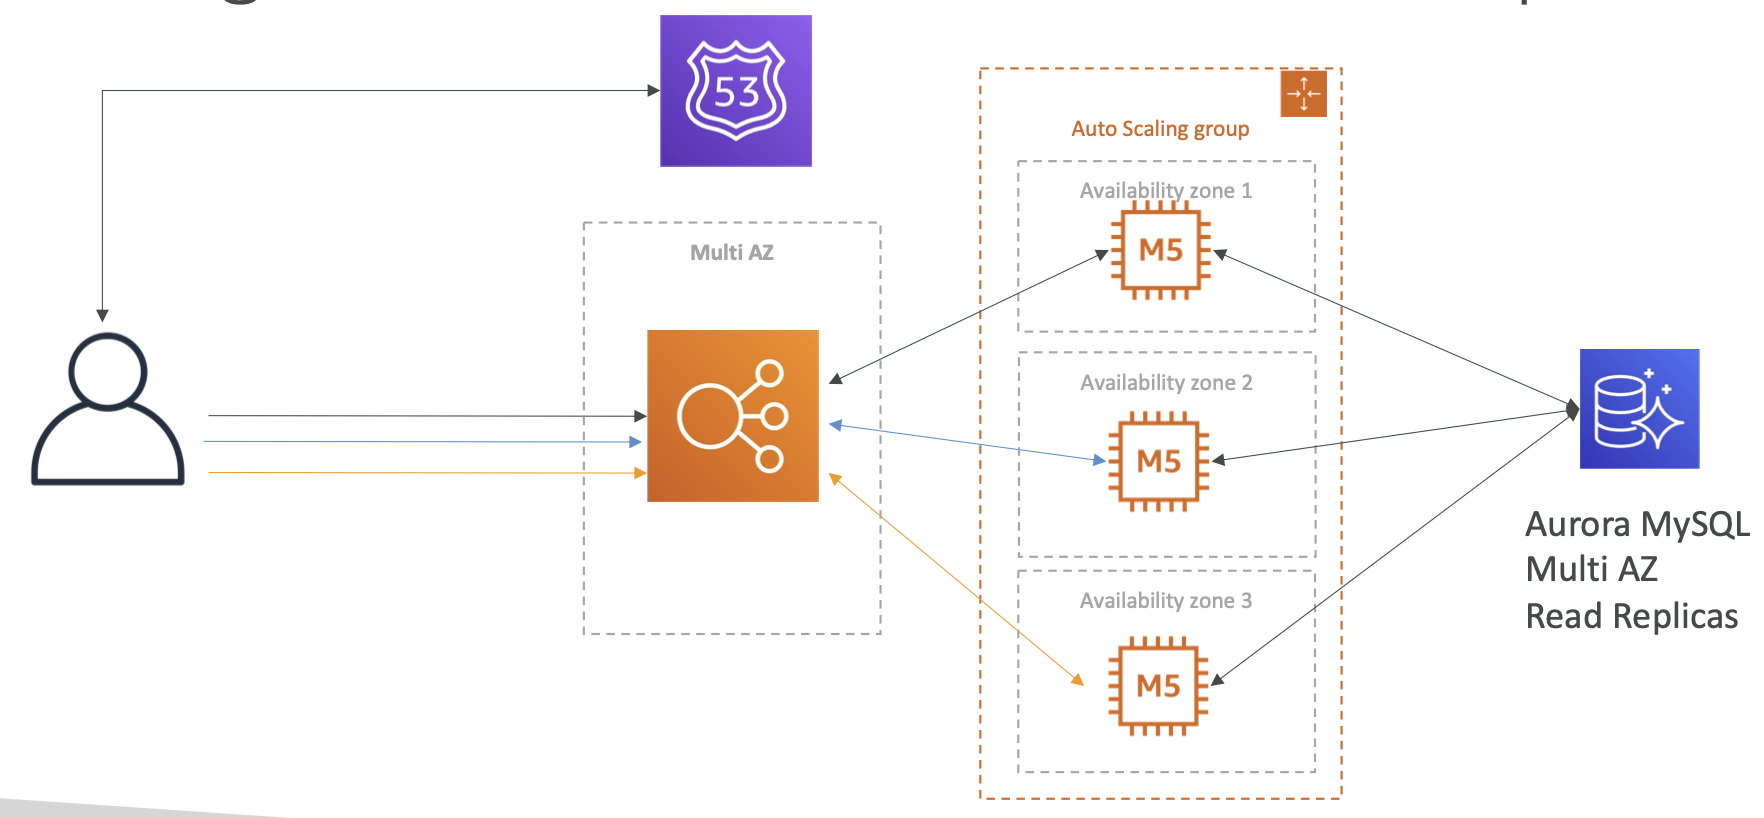 53
Auto Scaling group
Availability zone 1
M5
Multi AZ
Availability zone 2
M5
Availability zone 3
M5
Aurora MySQL
Multi AZ
Read Replicas